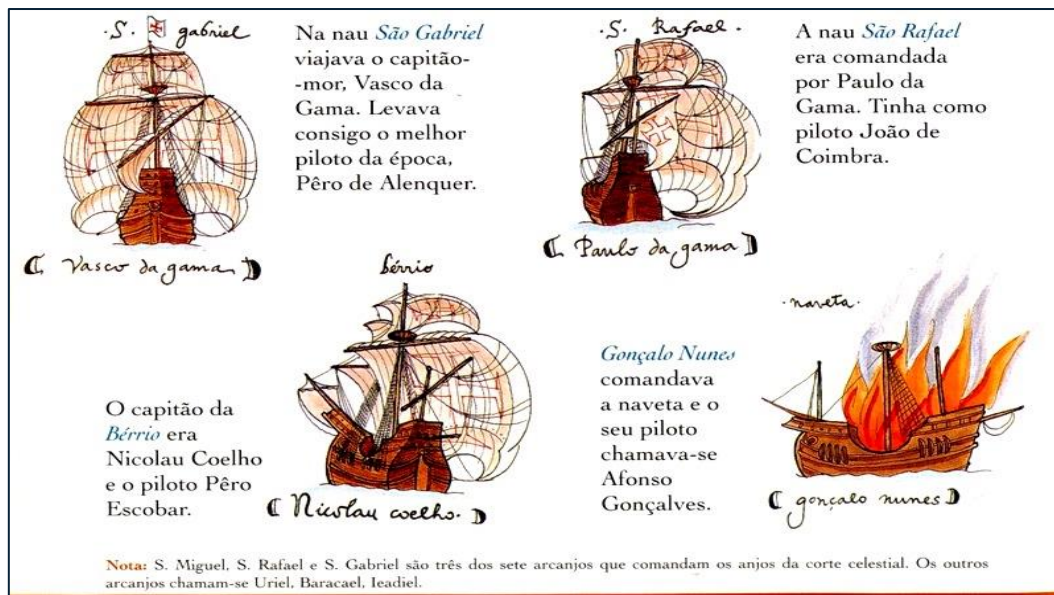 ·S· gabriel
Na nau São Gabriel
viajava o capitão-
-mor, Vasco da
Gama. Levava
consigo o melhor
piloto da época,
Pêro de Alenquer.
Vasco da gama
·S· Rafael·
A nau São Rafael
era comandada
por Paulo da
Gama. Tinha como
piloto João de
Coimbra.
Paulo da gama
bérrio
O capitão da
Bérrio era
Nicolau Coelho
e o piloto Pêro
Escobar.
Nicolau coelho·
·naveta·
Gonçalo Nunes
comandava
a naveta e o
seu piloto
chamava-se
Afonso
Gonçalves.
gonçalo nunes
Nota: S. Miguel, S. Rafael e S. Gabriel são três dos sete arcanjos que comandam os anjos da corte celestial. Os outros
arcanjos chamam-se Uriel, Baracael, Ieadiel.